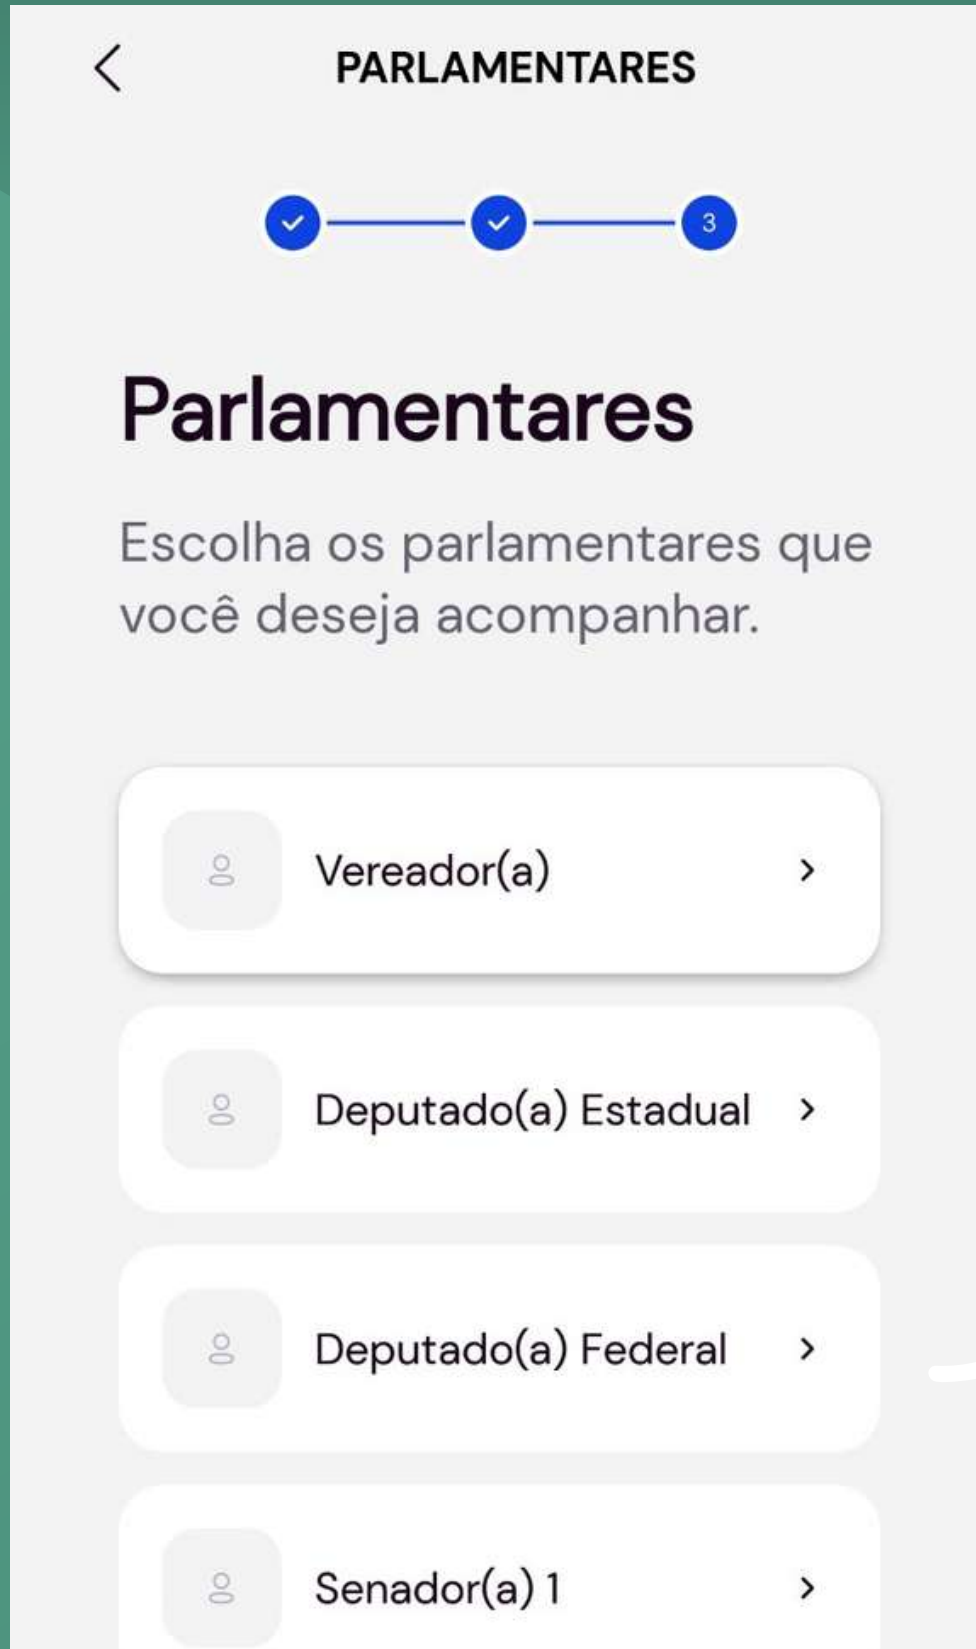 PARLAMENTARES
3
Parlamentares
Escolha os parlamentares que
você deseja acompanhar.
Vereador(a)
Deputado(a) Estadual
Deputado(a) Federal
Senador(a) 1